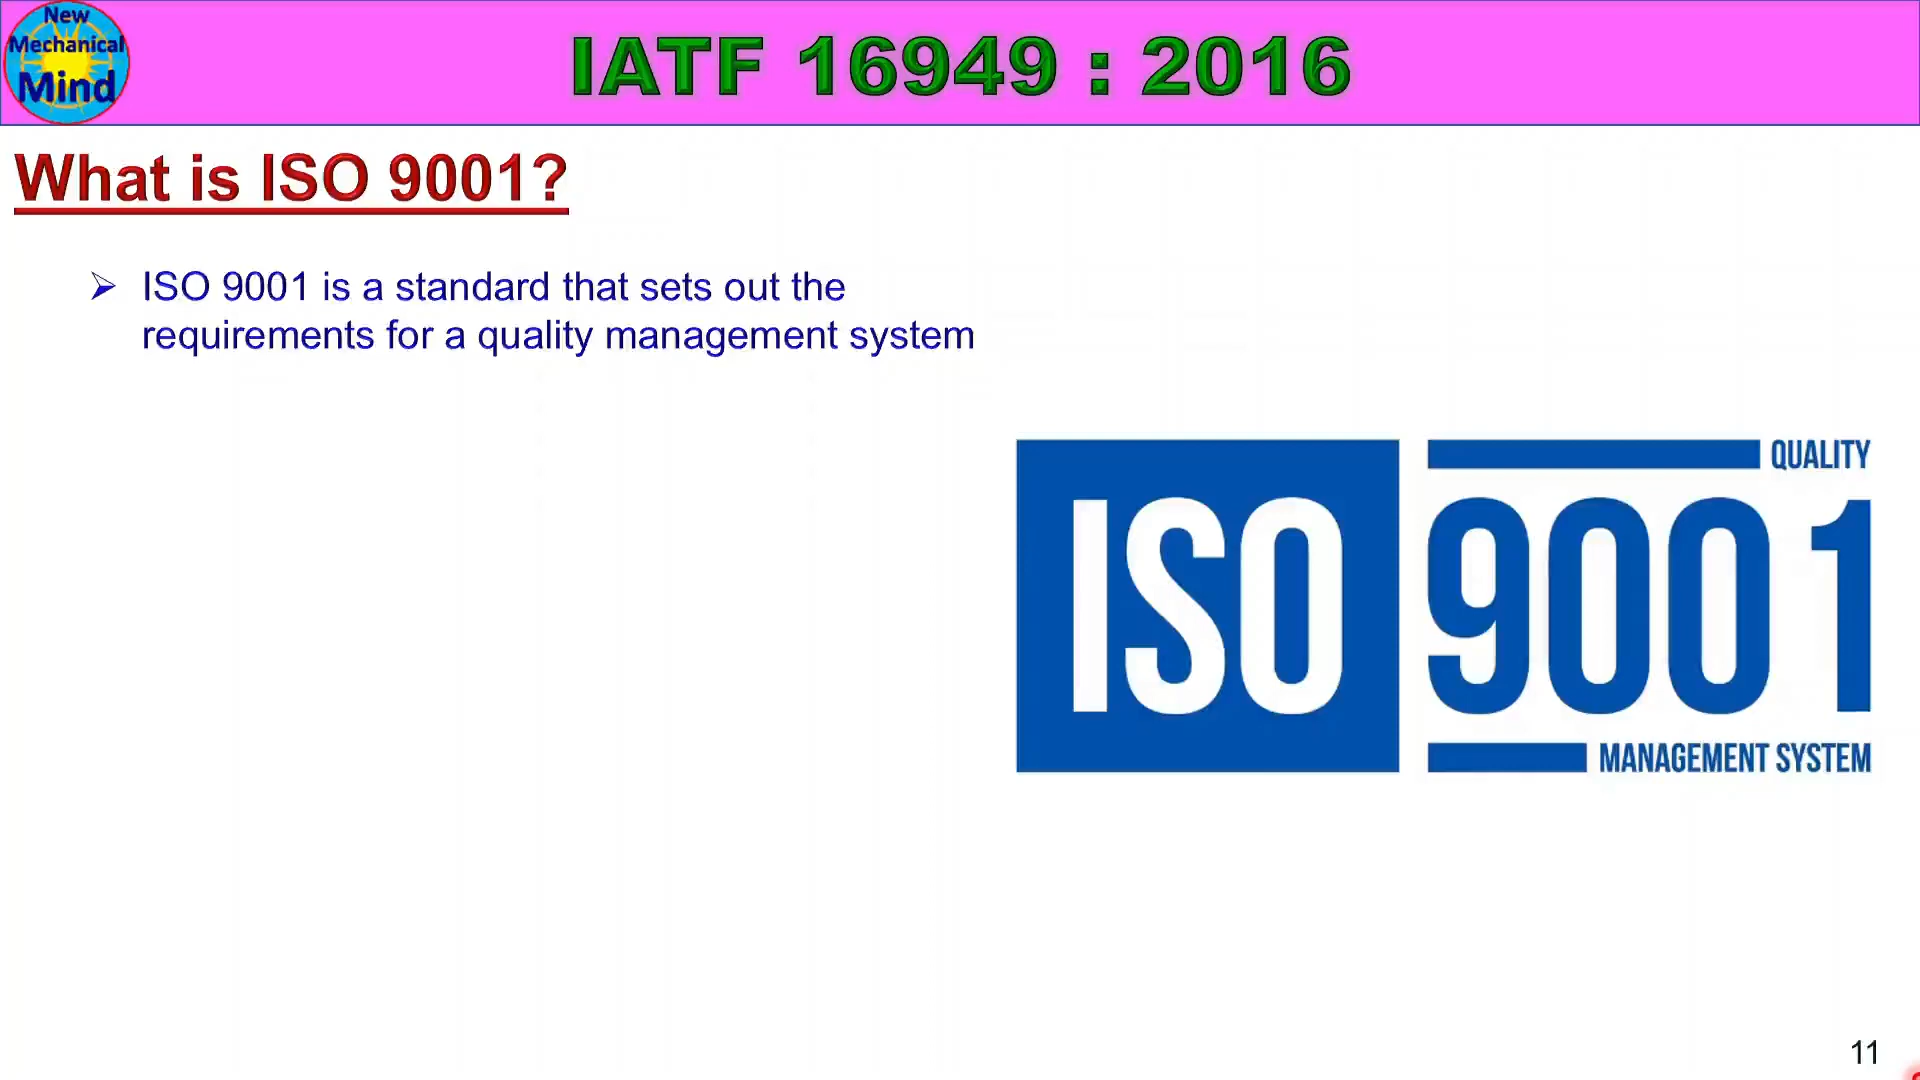 New
Mechanical
Mind
IATF 16949 : 2016
What is ISO 9001?
ISO 9001 is a standard that sets out the
requirements for a quality management system
QUALITY
ISO 9001
MANAGEMENT SYSTEM
11